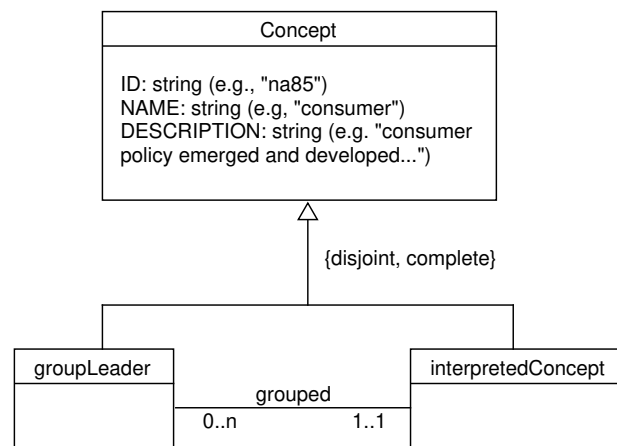 Concept
ID: string (e.g., "na85")
NAME: string (e.g, "consumer")
DESCRIPTION: string (e.g. "consumer
policy emerged and developed...")
{disjoint, complete}
groupLeader
interpretedConcept
grouped
0..n
1..1